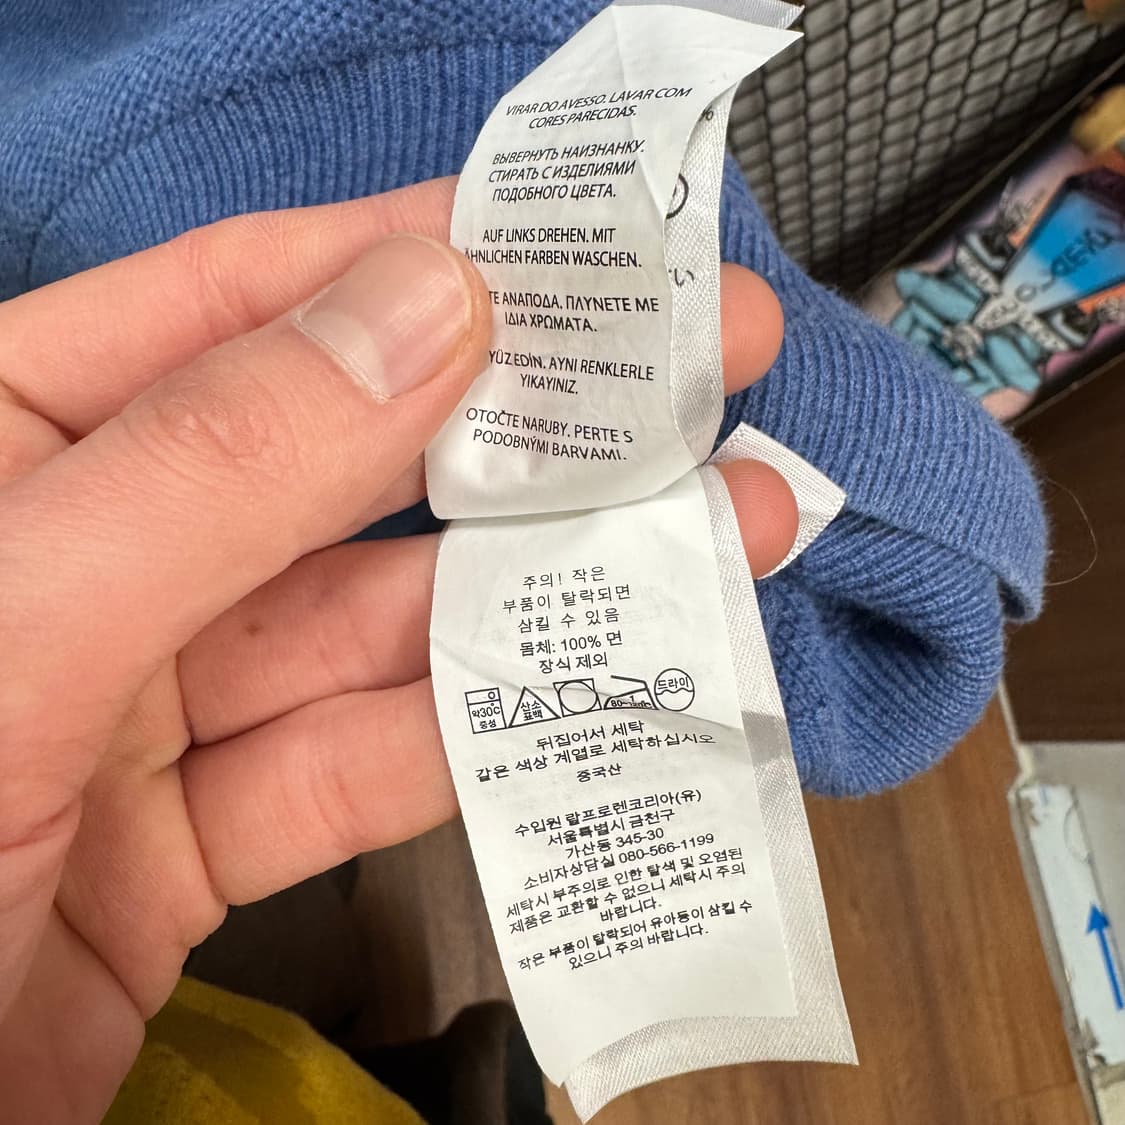 VIRAR DO AVESSO. LAVAR COM
CORES PARECIDAS.
ВЫВЕРНУТЬ НАИЗНАНКУ.
СТИРАТЬ С ИЗДЕЛИЯМИ
ПОДОБНОГО ЦВЕТА.
AUF LINKS DREHEN. MIT
ÄHNLICHEN FARBEN WASCHEN.
ΤΕ ΑΝΑΠΟΔΑ. ΠΛΥΝΕΤΕ ΜΕ
ΙΔΙΑ ΧΡΩΜΑΤΑ.
YÜZ EDİN. AYNI RENKLERLE
YIKAYINIZ.
OTOČTE NARUBY. PERTE S
PODOBNÝMI BARVAMI.
주의! 작은
부품이 탈락되면
삼킬 수 있음
몸체: 100% 면
장식 제외
약30℃
중성
산소
표백
드라이
뒤집어서 세탁
같은 색상 계열로 세탁하십시오
중국산
수입원 랄프로렌코리아(유)
서울특별시 금천구
가산동 345-30
소비자상담실 080-566-1199
세탁시 부주의로 인한 탈색 및 오염된
제품은 교환할 수 없으니 세탁시 주의
바랍니다.
작은 부품이 탈락되어 유아등이 삼킬 수
있으니 주의 바랍니다.